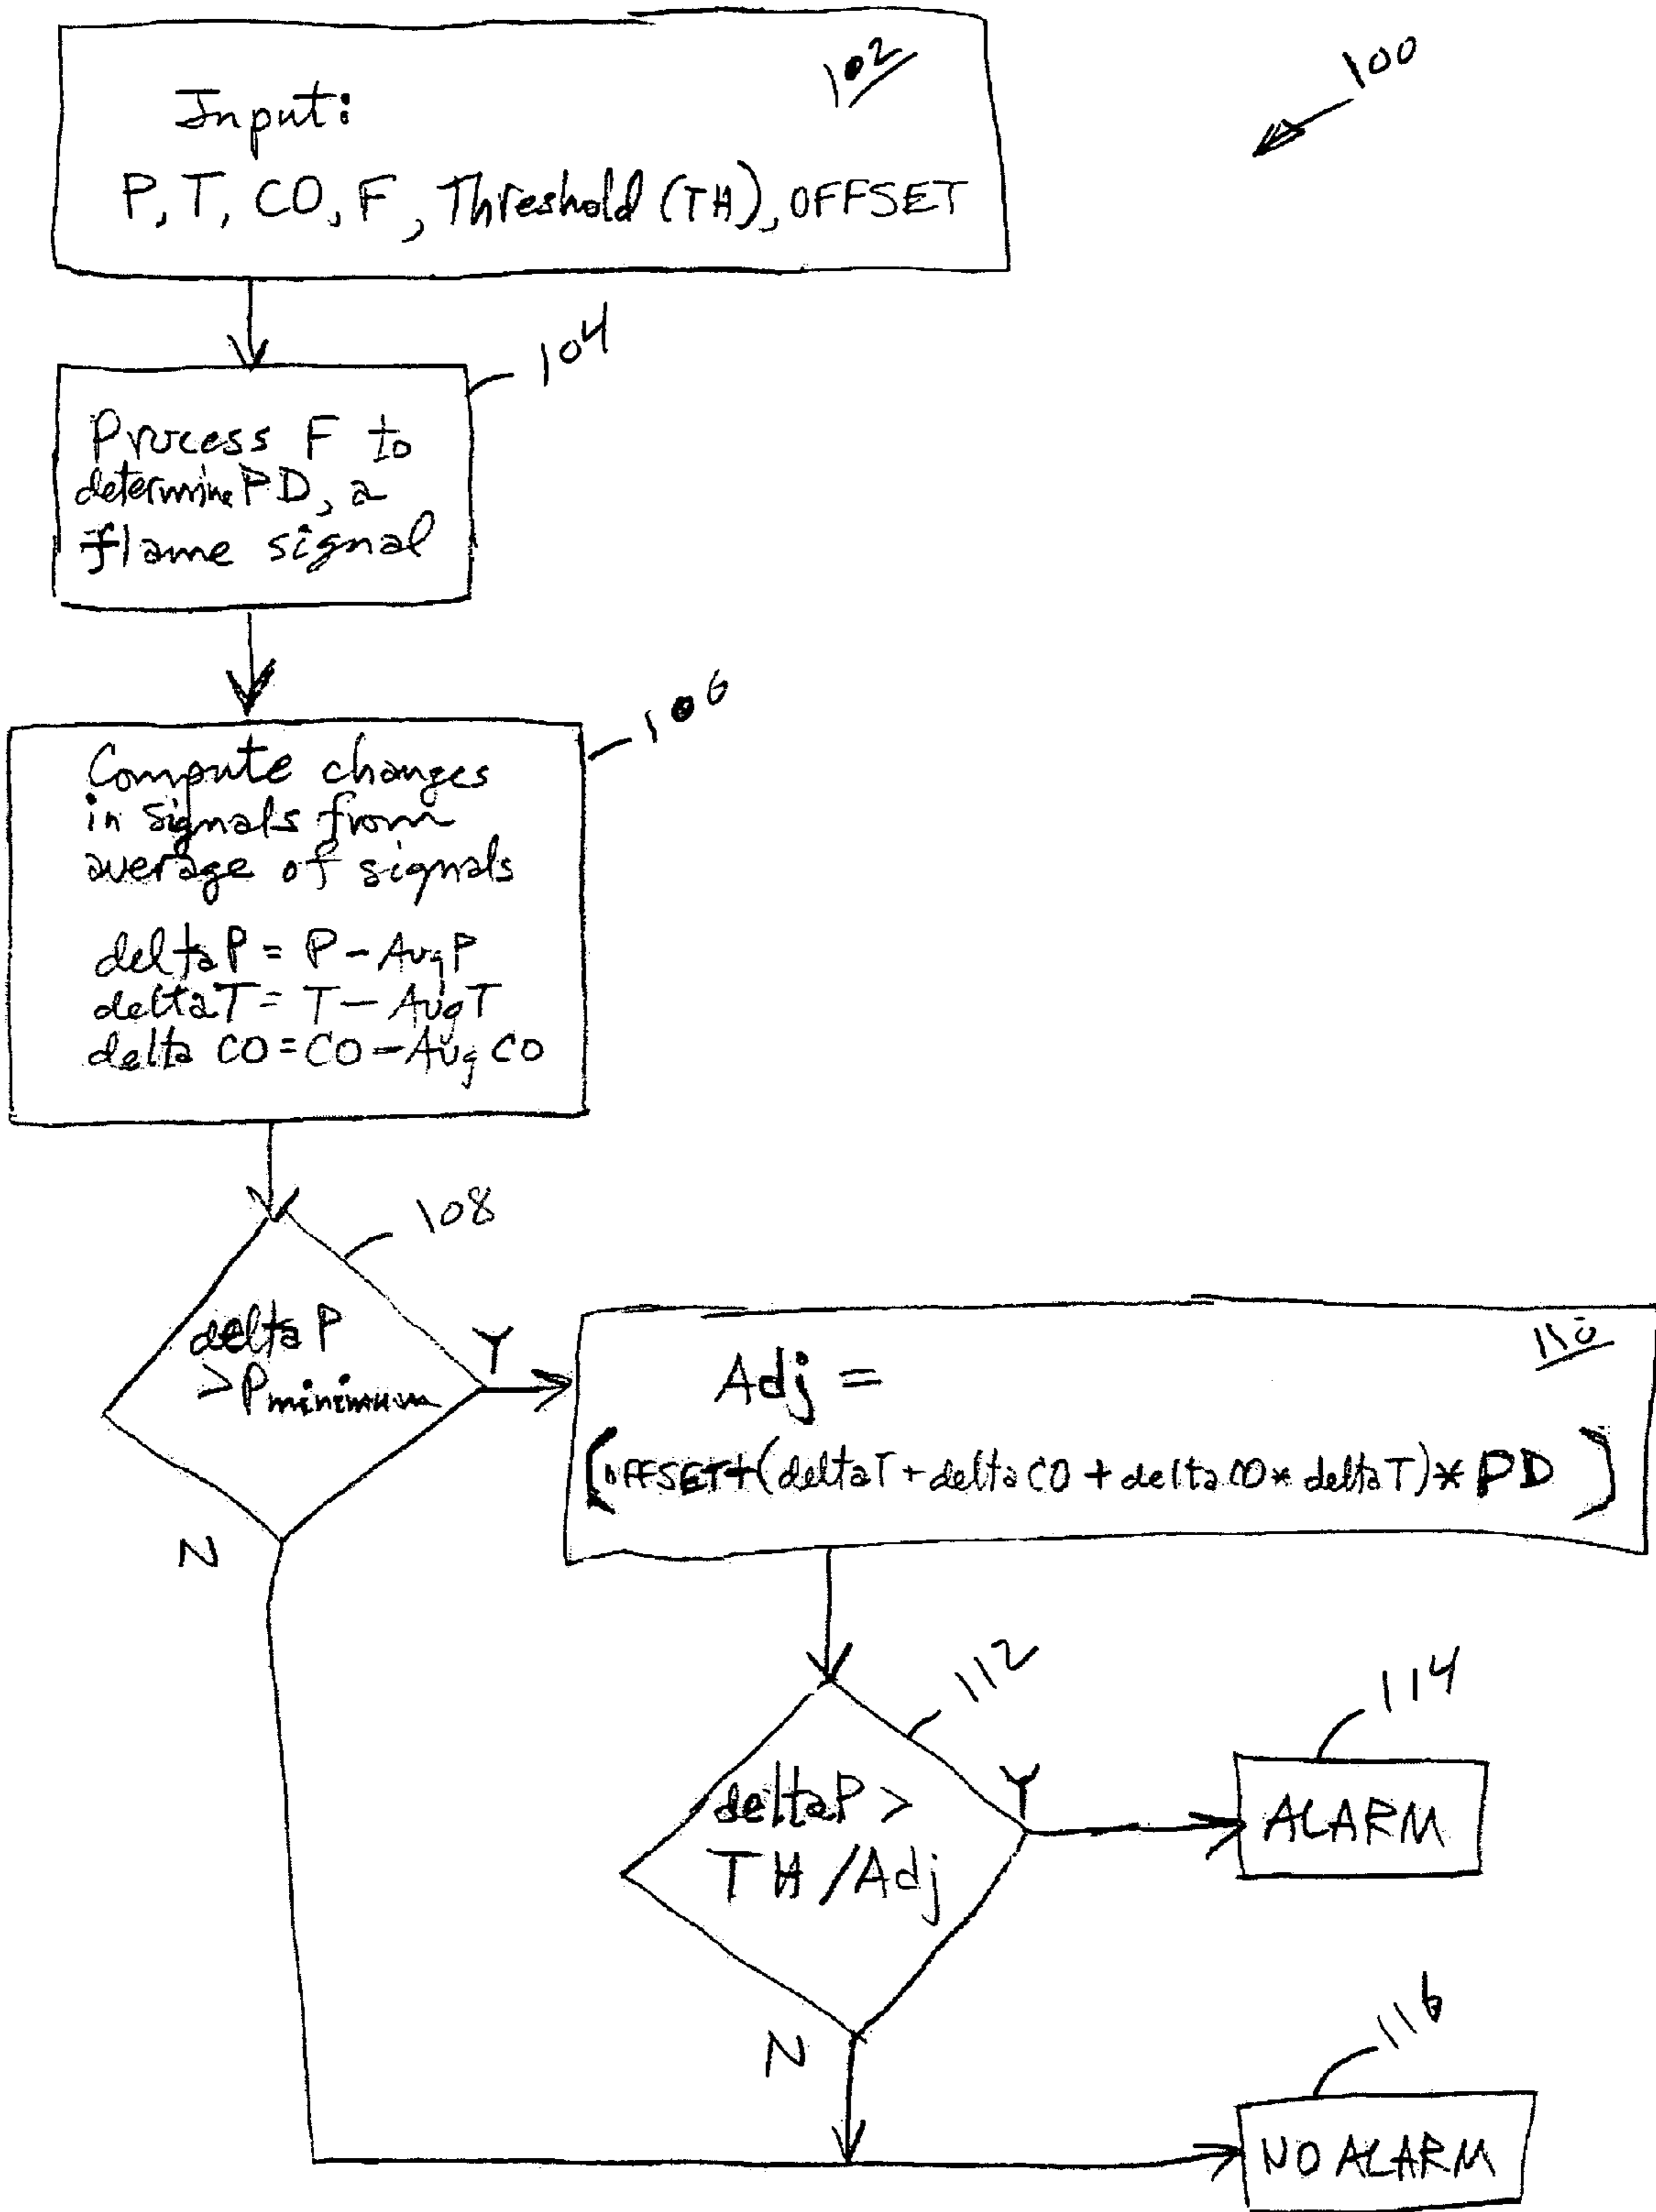 102
100
Input:
P, T, CO, F, Threshold (TH), OFFSET
104
Process F to
determine PD, a
flame signal
106
Compute changes
in signals from
average of signals
deltaP = P - AvgP
deltaT = T - AvgT
delta CO = CO - Avg CO
108
delta P
> Pminimum
Y
N
110
Adj =
(OFFSET+(deltaT + delta CO + delta CO * deltaT) * PD )
112
deltaP >
TH /Adj
Y
N
114
ALARM
116
NO ALARM